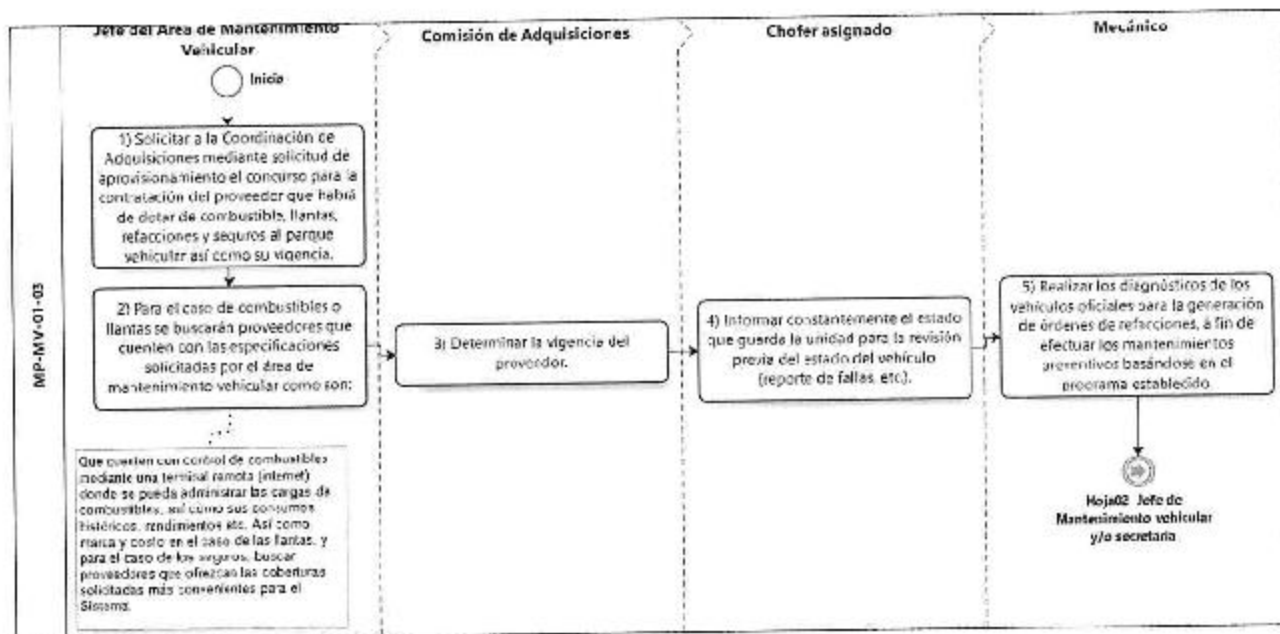 MP-MV-01-03
Jefe del Área de Mantenimiento
Vehicular
Comisión de Adquisiciones
Chofer asignado
Mecánico
Inicio
1) Solicitar a la Coordinación de
Adquisiciones mediante solicitud de
aprovisionamiento el concurso para la
contratación del proveedor que habrá
de dotar de combustible, llantas,
refacciones y seguros al parque
vehicular así como su vigencia.
2) Para el caso de combustibles o
llantas se buscarán proveedores que
cuenten con las especificaciones
solicitadas por el área de
mantenimiento vehicular como son:
Que cuenten con control de combustibles
mediante una terminal remota (internet)
donde se pueda administrar las cargas de
combustibles, así como sus consumos
históricos, rendimientos etc. Así como
marca y costo en el caso de las llantas, y
para el caso de los seguros, buscar
proveedores que ofrezcan las coberturas
solicitadas más convenientes para el
Sistema.
3) Determinar la vigencia del
proveedor.
4) Informar constantemente el estado
que guarda la unidad para la revisión
previa del estado del vehículo
(reporte de fallas, etc.).
5) Realizar los diagnósticos de los
vehículos oficiales para la generación
de órdenes de refacciones, a fin de
efectuar los mantenimientos
preventivos basándose en el
programa establecido.
Hoja02 Jefe de
Mantenimiento vehicular
y/o secretaria